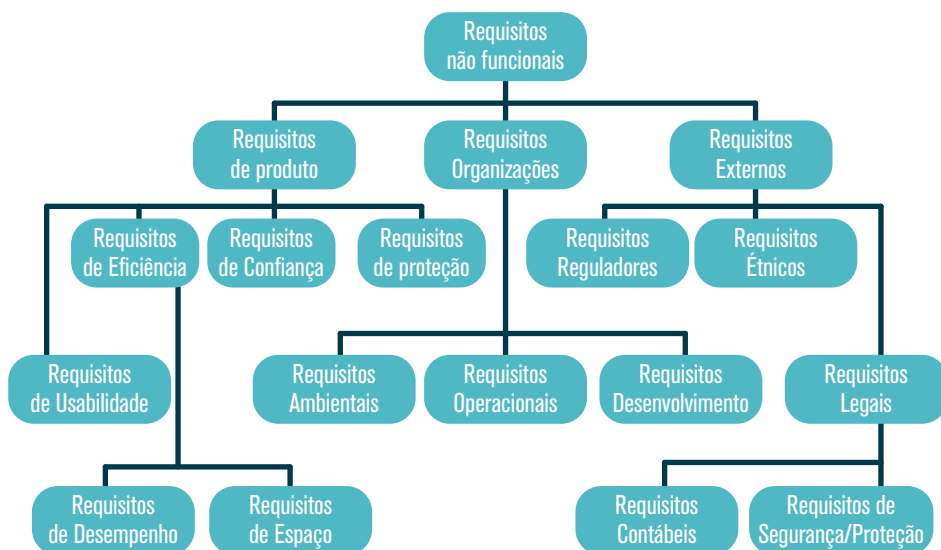 Requisitos
não funcionais
Requisitos
de produto
Requisitos
Organizações
Requisitos
Externos
Requisitos
de Eficiência
Requisitos
de Confiança
Requisitos
de proteção
Requisitos
Reguladores
Requisitos
Étnicos
Requisitos
de Usabilidade
Requisitos
Ambientais
Requisitos
Operacionais
Requisitos
Desenvolvimento
Requisitos
Legais
Requisitos
de Desempenho
Requisitos
de Espaço
Requisitos
Contábeis
Requisitos de
Segurança/Proteção